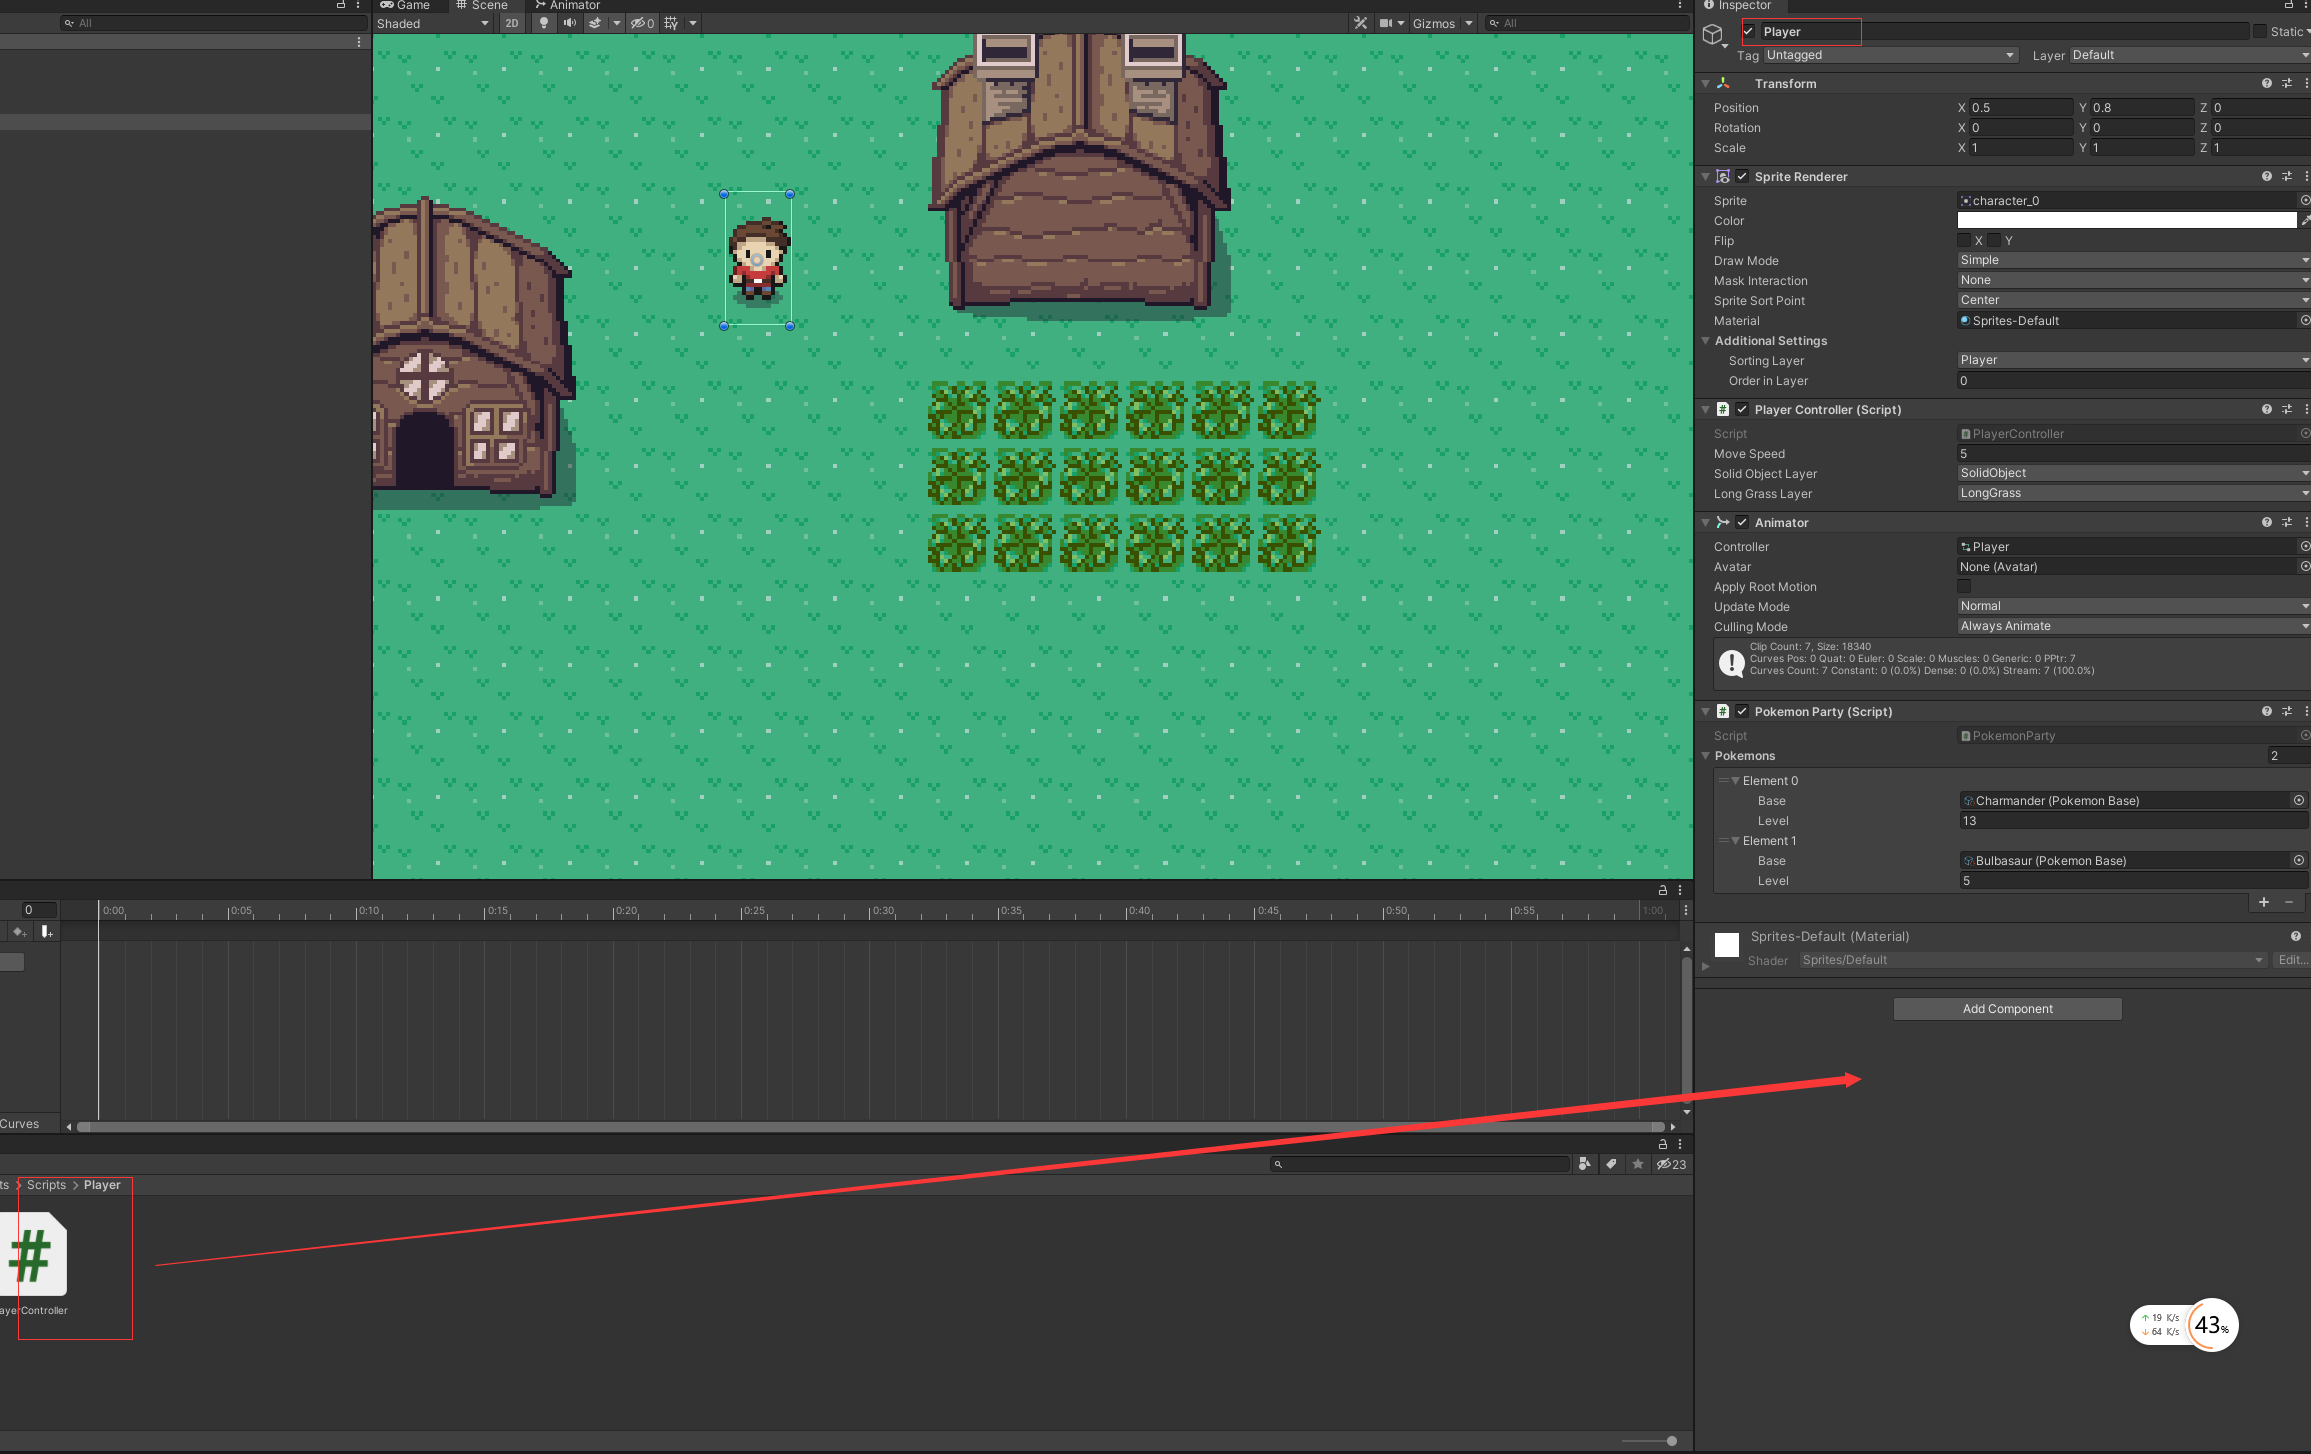 Game
Scene
Animator
Inspector
All
Shaded
2D
0
Gizmos
All
Player
Static
Tag Untagged
Layer Default
Transform
Position X 0.5 Y 0.8 Z 0
Rotation X 0 Y 0 Z 0
Scale X 1 Y 1 Z 1
Sprite Renderer
Sprite character_0
Color
Flip X Y
Draw Mode Simple
Mask Interaction None
Sprite Sort Point Center
Material Sprites-Default
Additional Settings
Sorting Layer Player
Order in Layer 0
# Player Controller (Script)
Script PlayerController
Move Speed 5
Solid Object Layer SolidObject
Long Grass Layer LongGrass
Animator
Controller Player
Avatar None (Avatar)
Apply Root Motion
Update Mode Normal
Culling Mode Always Animate
Clip Count: 7, Size: 18340
Curves Pos: 0 Quat: 0 Euler: 0 Scale: 0 Muscles: 0 Generic: 0 PPtr: 7
Curves Count: 7 Constant: 0 (0.0%) Dense: 0 (0.0%) Stream: 7 (100.0%)
# Pokemon Party (Script)
Script PokemonParty
Pokemons 2
Element 0
Base Charmander (Pokemon Base)
Level 13
Element 1
Base Bulbasaur (Pokemon Base)
Level 5
+ −
Sprites-Default (Material)
Shader Sprites/Default Edit...
Add Component
0
0:00 0:05 0:10 0:15 0:20 0:25 0:30 0:35 0:40 0:45 0:50 0:55 1:00
Curves
23
ts > Scripts > Player
#
ayerController
↑ 19 K/s
↓ 64 K/s
43%